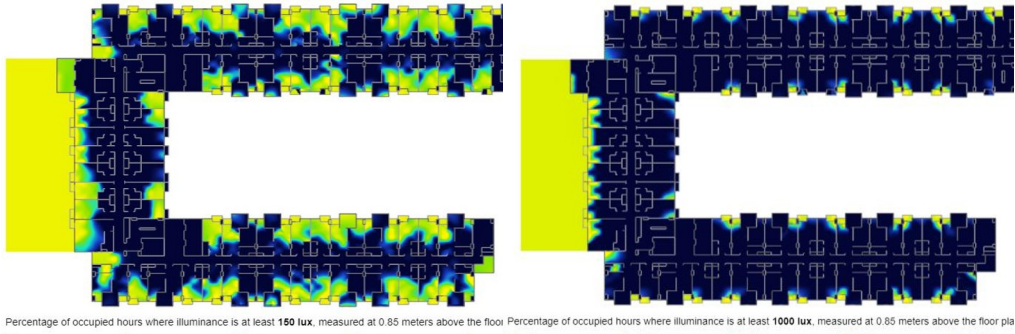 Percentage of occupied hours where illuminance is at least 150 lux, measured at 0.85 meters above the floor
Percentage of occupied hours where illuminance is at least 1000 lux, measured at 0.85 meters above the floor pla